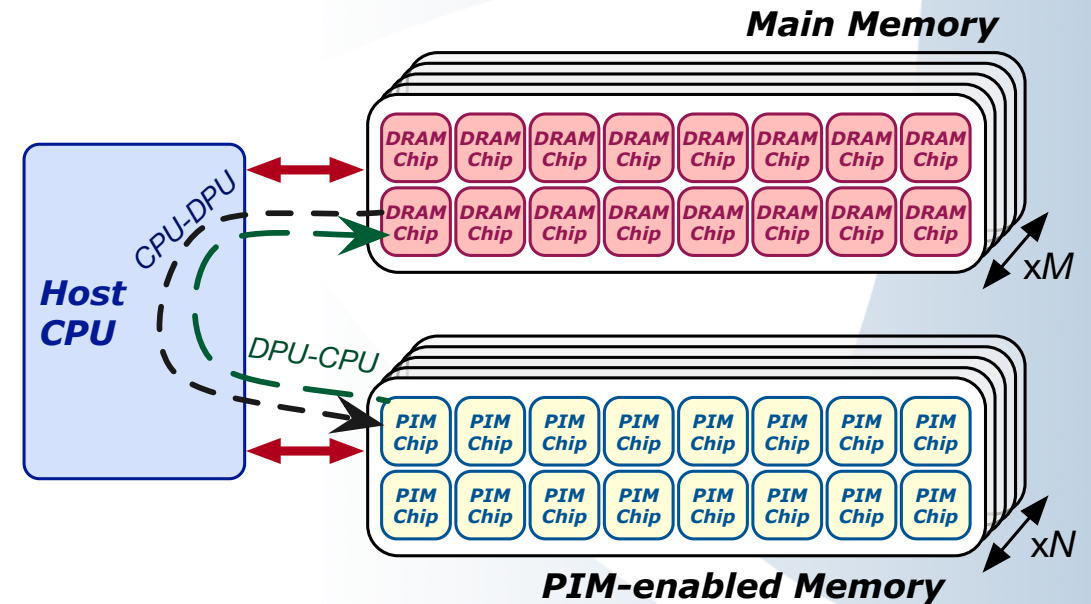 Main Memory
DRAM DRAM DRAM DRAM DRAM DRAM DRAM DRAM
Chip Chip Chip Chip Chip Chip Chip Chip
DRAM DRAM DRAM DRAM DRAM DRAM DRAM DRAM
Chip Chip Chip Chip Chip Chip Chip Chip
xM
CPU-DPU
Host
CPU
DPU-CPU
PIM PIM PIM PIM PIM PIM PIM PIM
Chip Chip Chip Chip Chip Chip Chip Chip
PIM PIM PIM PIM PIM PIM PIM PIM
Chip Chip Chip Chip Chip Chip Chip Chip
xN
PIM-enabled Memory